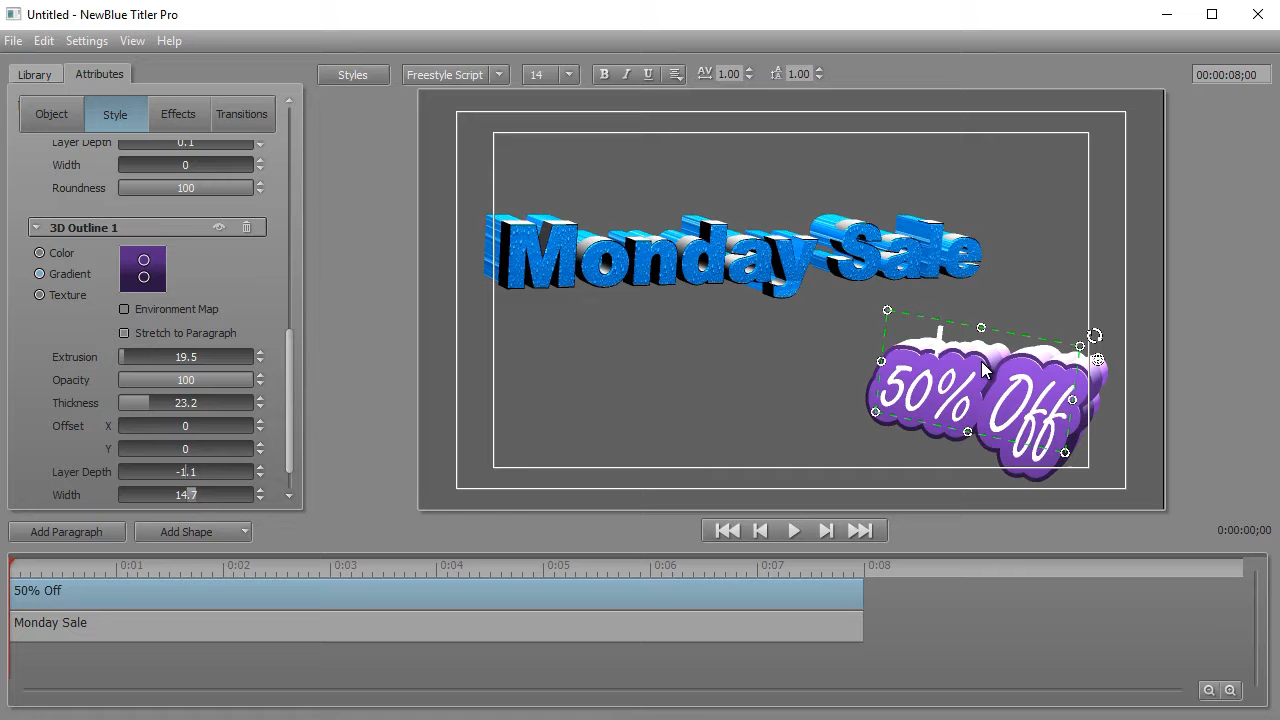 Untitled - NewBlue Titler Pro
File Edit Settings View Help
Library Attributes Styles Freestyle Script 14 B I U AV 1.00 1.00 00:00:08;00
Object Style Effects Transitions
Layer Depth 0.1
Width 0
Roundness 100
3D Outline 1
Color
Gradient
Texture
Environment Map
Stretch to Paragraph
Extrusion 19.5
Opacity 100
Thickness 23.2
Offset X 0
Y 0
Layer Depth -1.1
Width 14.7
Monday Sale
50% Off
Add Paragraph Add Shape 0:00:00;00
0:01 0:02 0:03 0:04 0:05 0:06 0:07 0:08
50% Off
Monday Sale